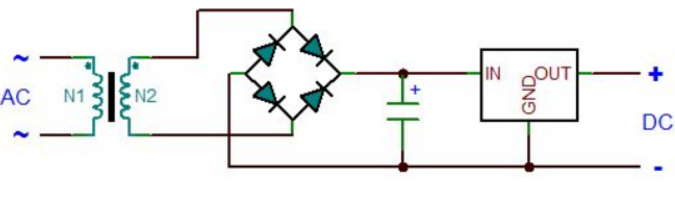 ~
AC
~
N1
N2
+
IN
OUT
GND
+
DC
-